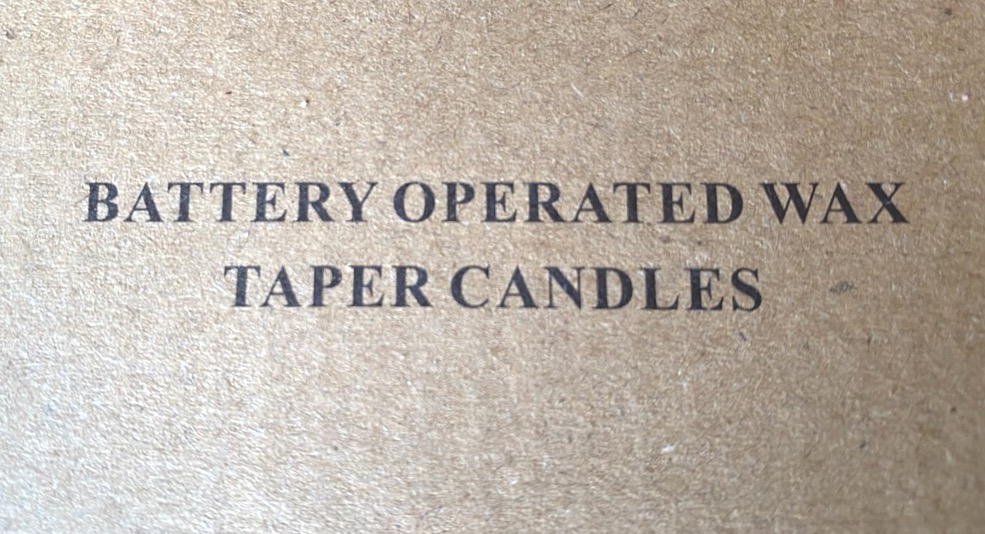 BATTERY OPERATED WAX
TAPER CANDLES